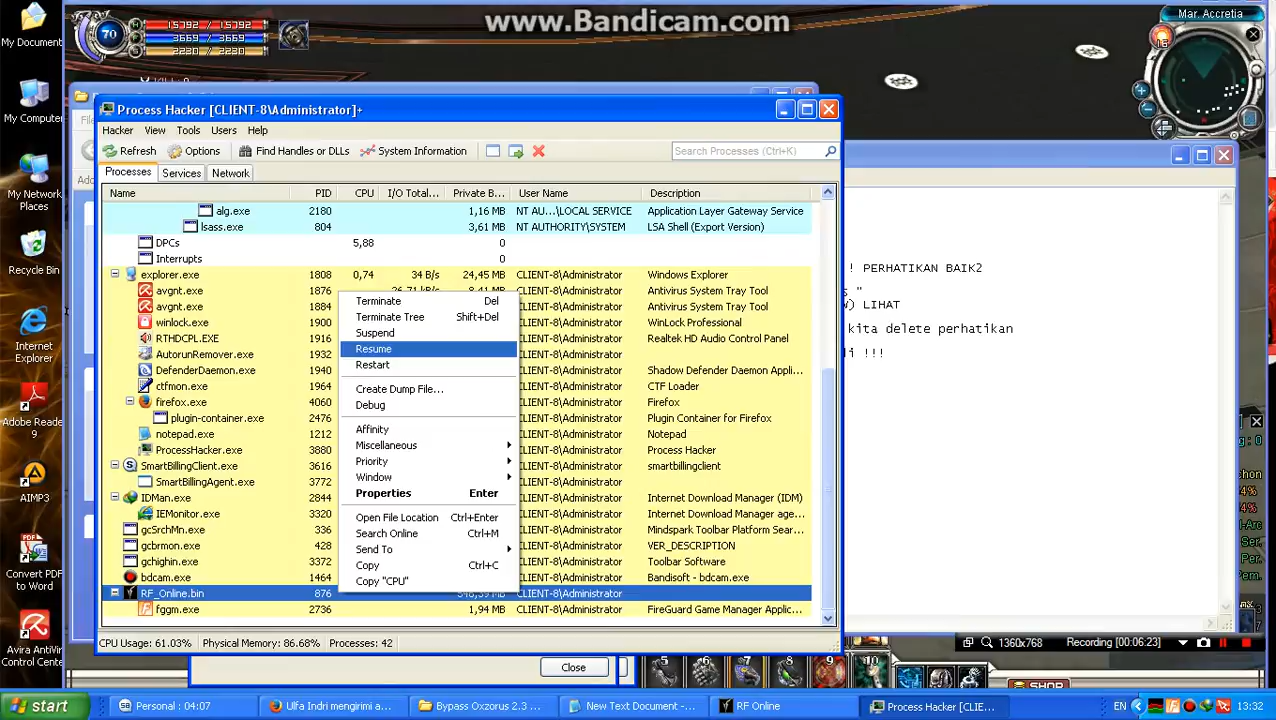 www.Bandicam.com
Mar. Accretia
70
15792 / 15792
3669 / 3669
2230 / 2230
16
My Document
My Computer
My Network
Places
Recycle Bin
Internet
Explorer
Adobe Reader
9
AIMP3
Convert PDF
to Word
Avira AntiVir
Control Center
Process Hacker [CLIENT-8\Administrator]+
Hacker View Tools Users Help
Refresh Options Find Handles or DLLs System Information Search Processes (Ctrl+K)
Processes Services Network
Name PID CPU I/O Total... Private B... User Name Description
alg.exe 2180 1,16 MB NT AU...\LOCAL SERVICE Application Layer Gateway Service
lsass.exe 804 3,61 MB NT AUTHORITY\SYSTEM LSA Shell (Export Version)
DPCs 5,88 0
Interrupts 0
explorer.exe 1808 0,74 34 B/s 24,45 MB CLIENT-8\Administrator Windows Explorer
avgnt.exe 1876 CLIENT-8\Administrator Antivirus System Tray Tool
avgnt.exe 1884 CLIENT-8\Administrator Antivirus System Tray Tool
winlock.exe 1900 CLIENT-8\Administrator WinLock Professional
RTHDCPL.EXE 1916 CLIENT-8\Administrator Realtek HD Audio Control Panel
AutorunRemover.exe 1932 CLIENT-8\Administrator
DefenderDaemon.exe 1940 CLIENT-8\Administrator Shadow Defender Daemon Appli...
ctfmon.exe 1964 CLIENT-8\Administrator CTF Loader
firefox.exe 4060 CLIENT-8\Administrator Firefox
plugin-container.exe 2476 CLIENT-8\Administrator Plugin Container for Firefox
notepad.exe 1212 CLIENT-8\Administrator Notepad
ProcessHacker.exe 3880 CLIENT-8\Administrator Process Hacker
SmartBillingClient.exe 3616 CLIENT-8\Administrator smartbillingclient
SmartBillingAgent.exe 3772 CLIENT-8\Administrator
IDMan.exe 2844 CLIENT-8\Administrator Internet Download Manager (IDM)
IEMonitor.exe 3320 CLIENT-8\Administrator Internet Download Manager age...
gcSrchMn.exe 336 CLIENT-8\Administrator Mindspark Toolbar Platform Sear...
gcbrmon.exe 428 CLIENT-8\Administrator VER_DESCRIPTION
gchighin.exe 3372 CLIENT-8\Administrator Toolbar Software
bdcam.exe 1464 CLIENT-8\Administrator Bandisoft - bdcam.exe
RF_Online.bin 876 CLIENT-8\Administrator
fggm.exe 2736 1,94 MB CLIENT-8\Administrator FireGuard Game Manager Applic...
CPU Usage: 61.03% Physical Memory: 86.68% Processes: 42
Terminate Del
Terminate Tree Shift+Del
Suspend
Resume
Restart
Create Dump File...
Debug
Affinity
Miscellaneous
Priority
Window
Properties Enter
Open File Location Ctrl+Enter
Search Online Ctrl+M
Send To
Copy Ctrl+C
Copy "CPU"
! PERHATIKAN BAIK2
s "
) LIHAT
kita delete perhatikan
i !!!
1360x768 Recording [00:06:23]
Close
5 6 7 8 9 10
SHOP
start Personal : 04:07 Ulfa Indri mengirimi a... Bypass Oxzorus 2.3 ... New Text Document -... RF Online Process Hacker [CLIE... EN 13:32